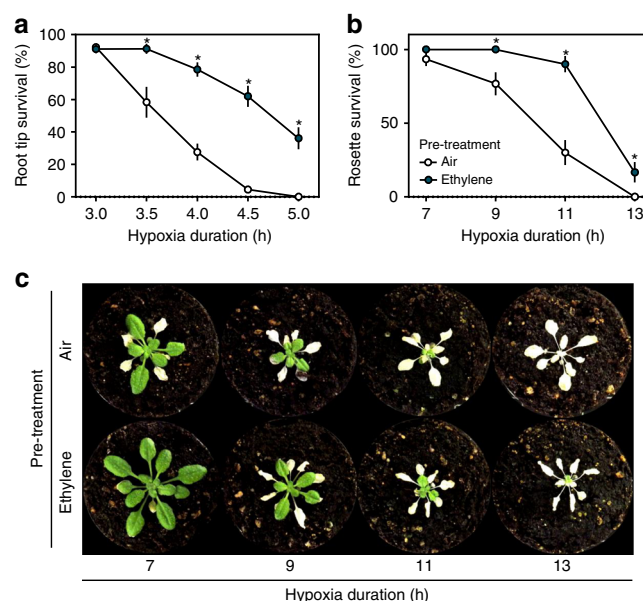 a
Root tip survival (%)
100
80
60
40
20
0
* * * *
3.0 3.5 4.0 4.5 5.0
Hypoxia duration (h)
b
Rosette survival (%)
100
50
0
* * *
Pre-treatment
Air
Ethylene
7 9 11 13
Hypoxia duration (h)
c
Pre-treatment
Air
Ethylene
7 9 11 13
Hypoxia duration (h)